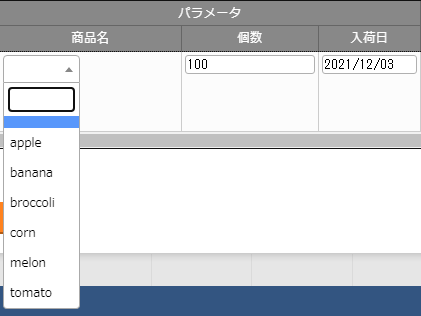 パラメータ
商品名 個数 入荷日
100 2021/12/03
apple
banana
broccoli
corn
melon
tomato